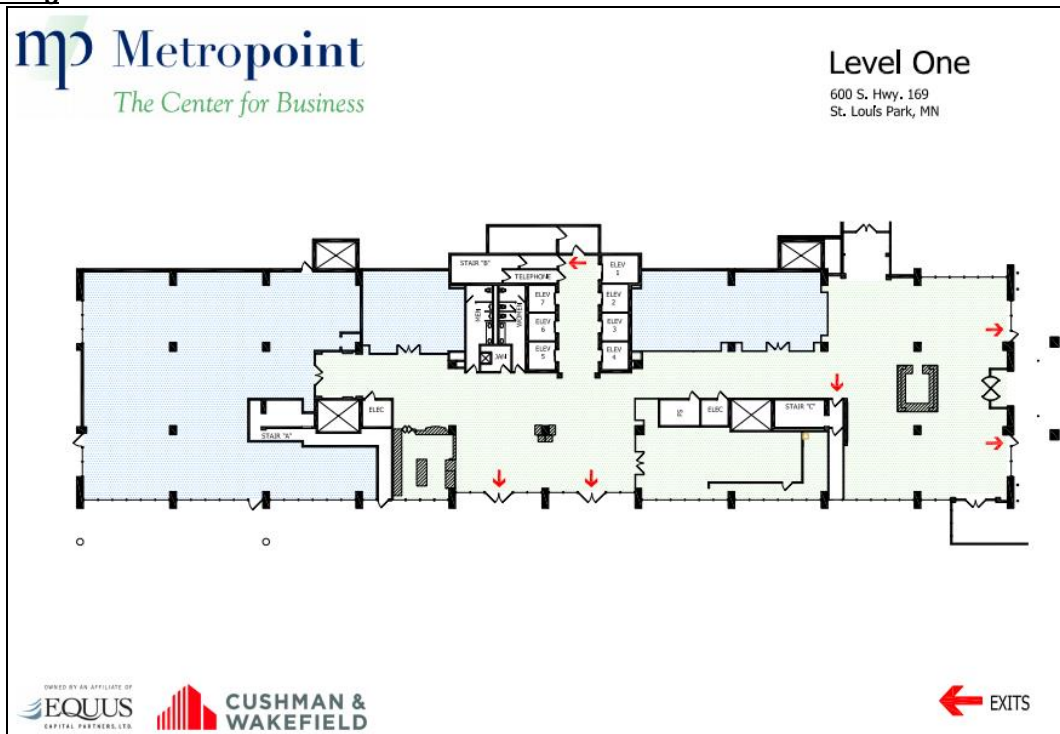 mp Metropoint
The Center for Business
Level One
600 S. Hwy. 169
St. Louis Park, MN
STAIR "B"
TELEPHONE
ELEV
1
ELEV
7
ELEV
2
MEN
WOMEN
ELEV
6
ELEV
3
JAN
ELEV
5
ELEV
4
ELEC
ELEC
STAIR "C"
STAIR "A"
OWNED BY AN AFFILIATE OF
EQUUS
CAPITAL PARTNERS, LTD.
CUSHMAN &
WAKEFIELD
EXITS